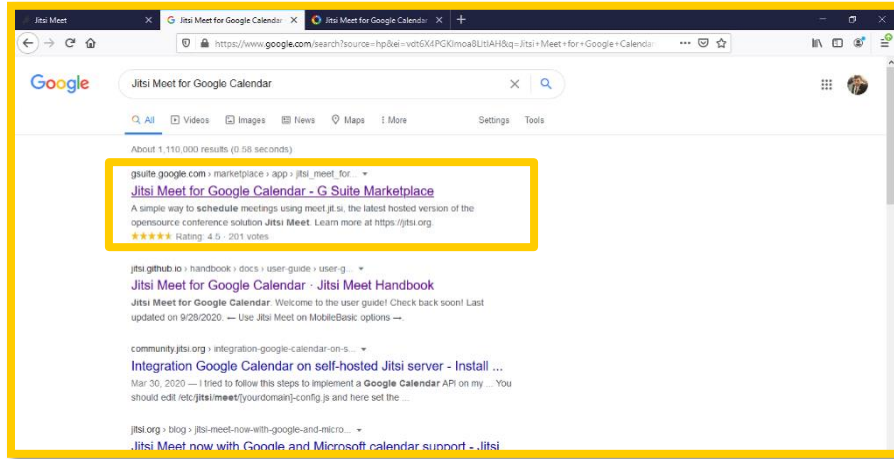 Jitsi Meet
Jitsi Meet for Google Calendar
Jitsi Meet for Google Calendar
https://www.google.com/search?source=hp&ei=
q=Jitsi+Meet+for+Google+Calenda
Google
Jitsi Meet for Google Calendar
All Videos Images News Maps More Settings Tools
About 1,110,000 results (0.58 seconds)
gsuite.google.com › marketplace › app › jitsi_meet_for...
Jitsi Meet for Google Calendar - G Suite Marketplace
A simple way to schedule meetings using meet.jit.si, the latest hosted version of the
opensource conference solution Jitsi Meet. Learn more at https://jitsi.org.
Rating: 4.5 · 201 votes
jitsi.github.io › handbook › docs › user-guide › user-g...
Jitsi Meet for Google Calendar · Jitsi Meet Handbook
Jitsi Meet for Google Calendar. Welcome to the user guide! Check back soon! Last
updated on 9/28/2020. ← Use Jitsi Meet on MobileBasic options →.
community.jitsi.org › integration-google-calendar-on-s...
Integration Google Calendar on self-hosted Jitsi server - Install ...
Mar 30, 2020 — I tried to follow this steps to implement a Google Calendar API on my ... You
should edit /etc/jitsi/meet/[yourdomain]-config.js and here set the ...
jitsi.org › blog › jitsi-meet-now-with-google-and-micro...
Jitsi Meet now with Google and Microsoft calendar support - Jitsi